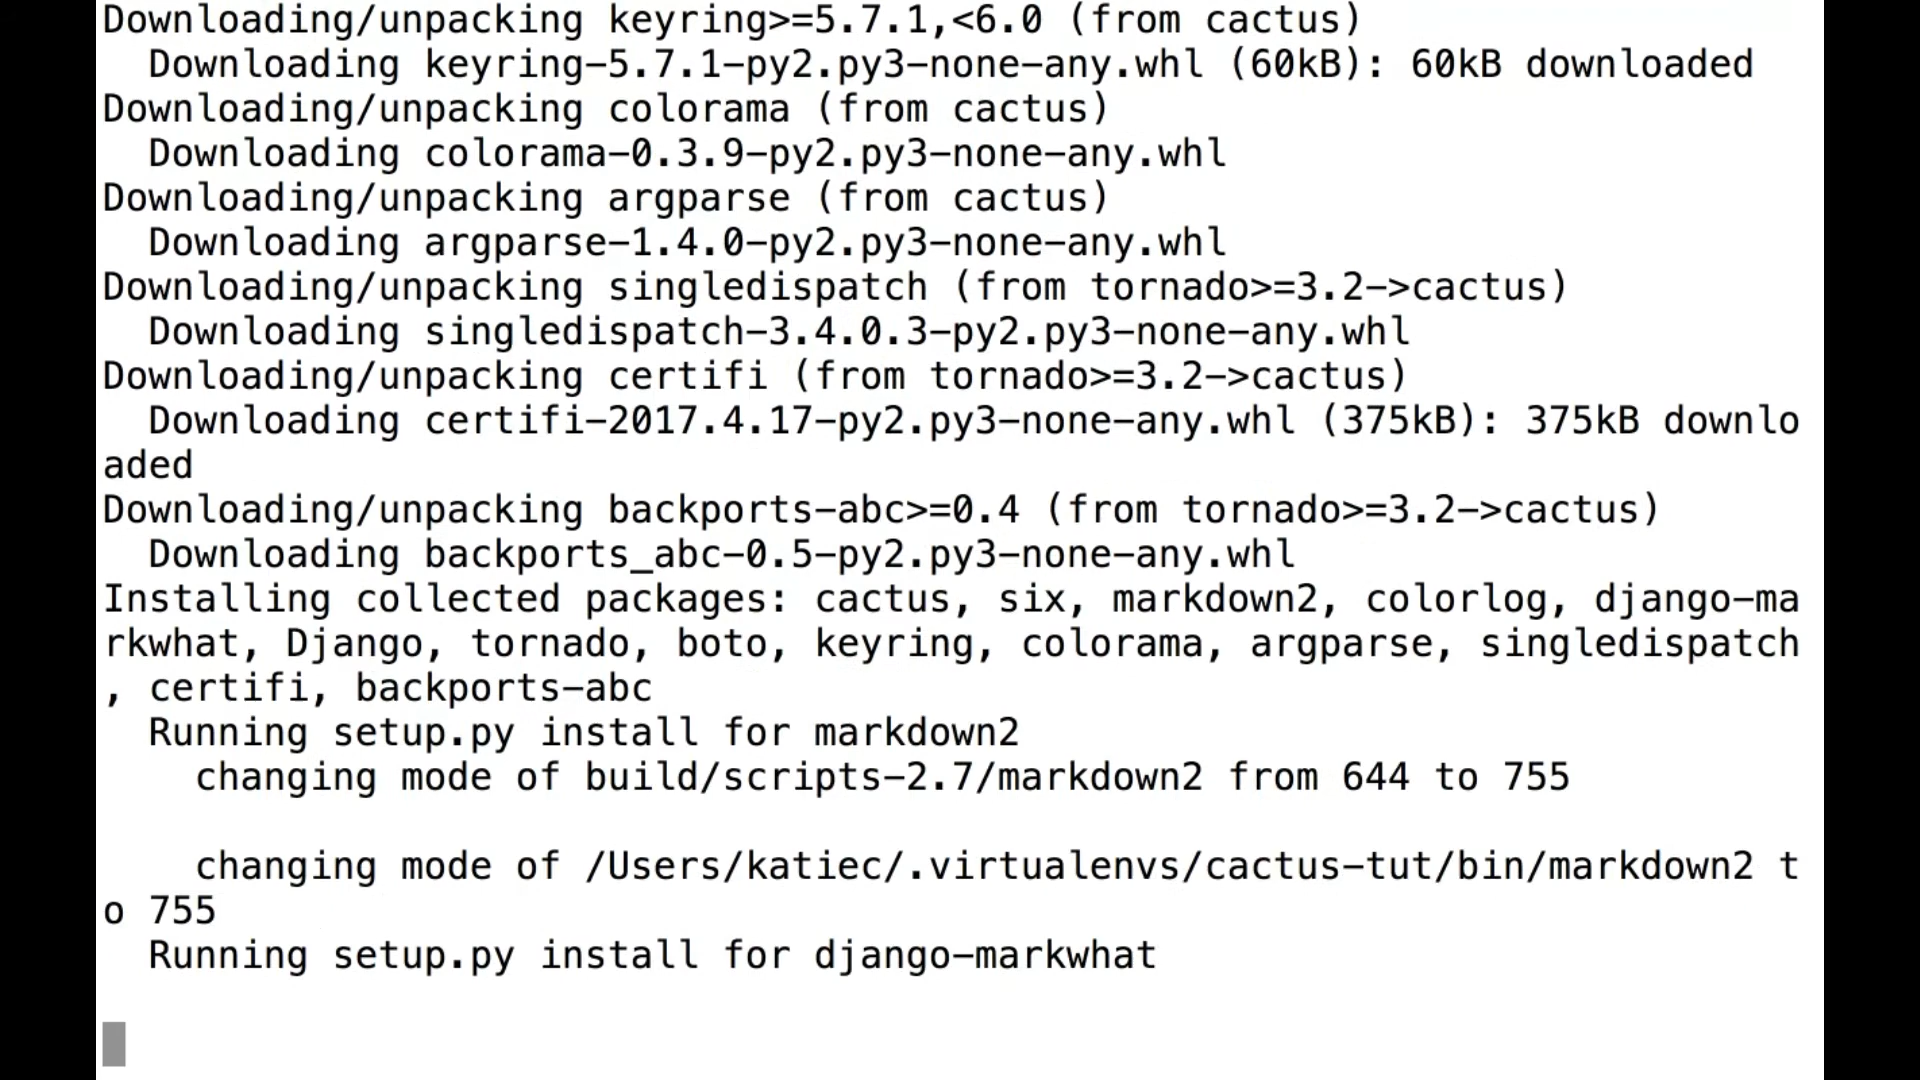 Downloading/unpacking keyring>=5.7.1,<6.0 (from cactus)
  Downloading keyring-5.7.1-py2.py3-none-any.whl (60kB): 60kB downloaded
Downloading/unpacking colorama (from cactus)
  Downloading colorama-0.3.9-py2.py3-none-any.whl
Downloading/unpacking argparse (from cactus)
  Downloading argparse-1.4.0-py2.py3-none-any.whl
Downloading/unpacking singledispatch (from tornado>=3.2->cactus)
  Downloading singledispatch-3.4.0.3-py2.py3-none-any.whl
Downloading/unpacking certifi (from tornado>=3.2->cactus)
  Downloading certifi-2017.4.17-py2.py3-none-any.whl (375kB): 375kB downlo
aded
Downloading/unpacking backports-abc>=0.4 (from tornado>=3.2->cactus)
  Downloading backports_abc-0.5-py2.py3-none-any.whl
Installing collected packages: cactus, six, markdown2, colorlog, django-ma
rkwhat, Django, tornado, boto, keyring, colorama, argparse, singledispatch
, certifi, backports-abc
  Running setup.py install for markdown2
    changing mode of build/scripts-2.7/markdown2 from 644 to 755
    changing mode of /Users/katiec/.virtualenvs/cactus-tut/bin/markdown2 t
o 755
  Running setup.py install for django-markwhat